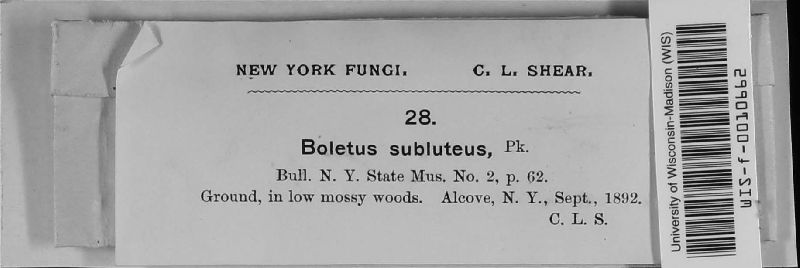 NEW YORK FUNGI. C. L. SHEAR.
28.
Boletus subluteus, Pk.
Bull. N. Y. State Mus. No. 2, p. 62.
Ground, in low mossy woods. Alcove, N. Y., Sept., 1892.
C. L. S.
University of Wisconsin-Madison (WIS)
WIS-f-0010662